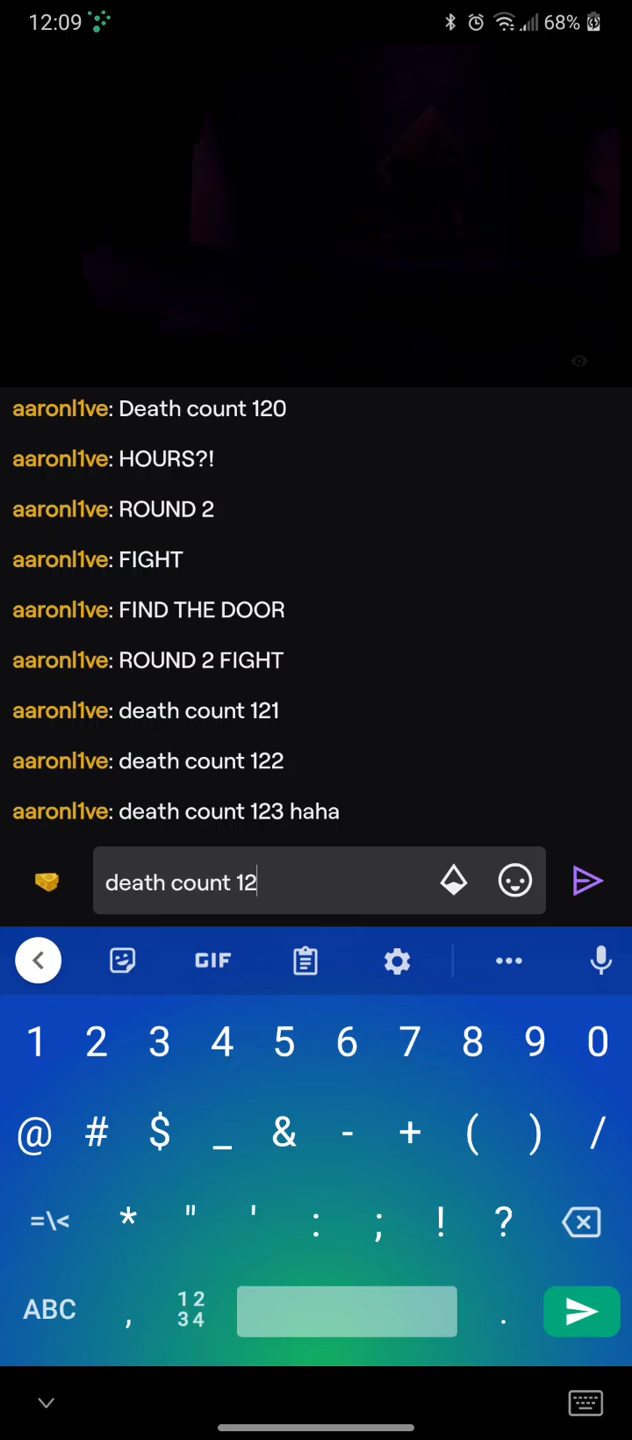 12:09 68%
aaronl1ve: Death count 120
aaronl1ve: HOURS?!
aaronl1ve: ROUND 2
aaronl1ve: FIGHT
aaronl1ve: FIND THE DOOR
aaronl1ve: ROUND 2 FIGHT
aaronl1ve: death count 121
aaronl1ve: death count 122
aaronl1ve: death count 123 haha
death count 12
GIF
1 2 3 4 5 6 7 8 9 0
@ # $ _ & - + ( ) /
=\< * " ' : ; ! ?
ABC , 12 34 .